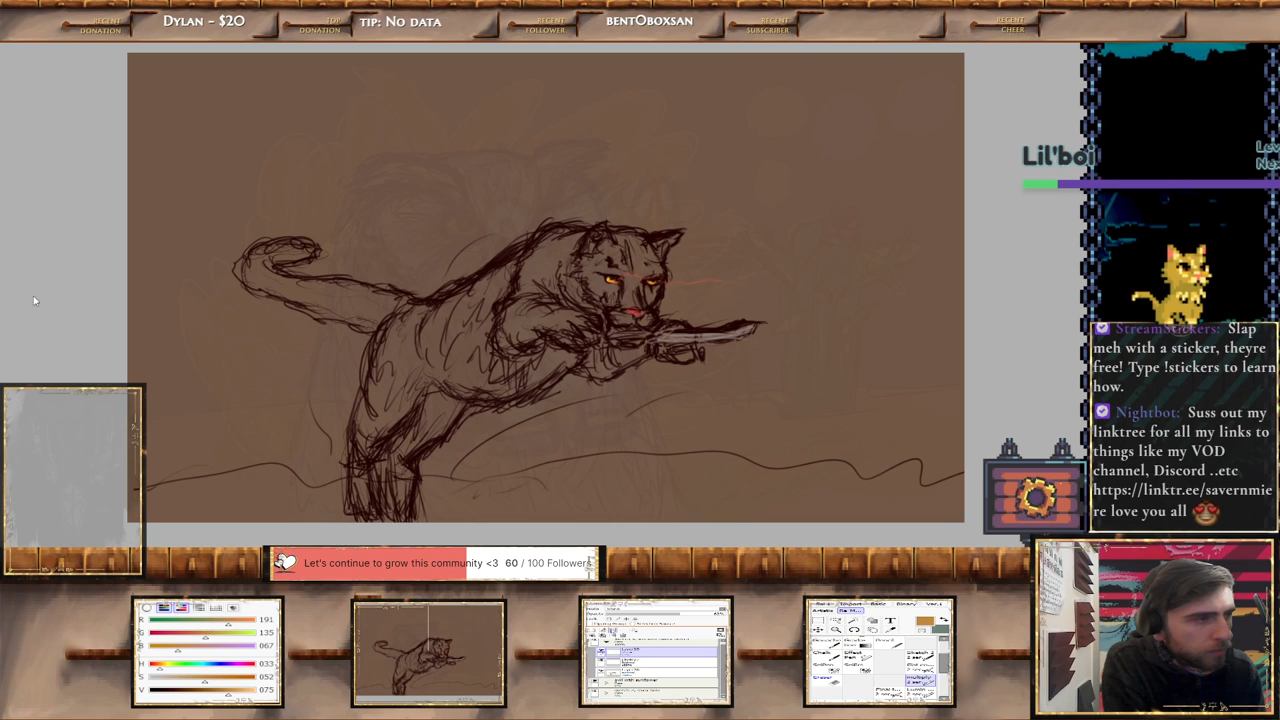 RECENT DONATION
Dylan - $20
TOP DONATION
TIP: No data
RECENT FOLLOWER
bentOboxsan
RECENT SUBSCRIBER
RECENT CHEER
Lil'boi
Lev
Nex
StreamStickers: Slap
meh with a sticker, theyre
free! Type !stickers to learn
how.
Nightbot: Suss out my
linktree for all my links to
things like my VOD
channel, Discord ..etc
https://linktr.ee/savernmie
re love you all
Let's continue to grow this community <3 60 / 100 Followers
R 191
G 135
B 067
H 033
S 052
V 075